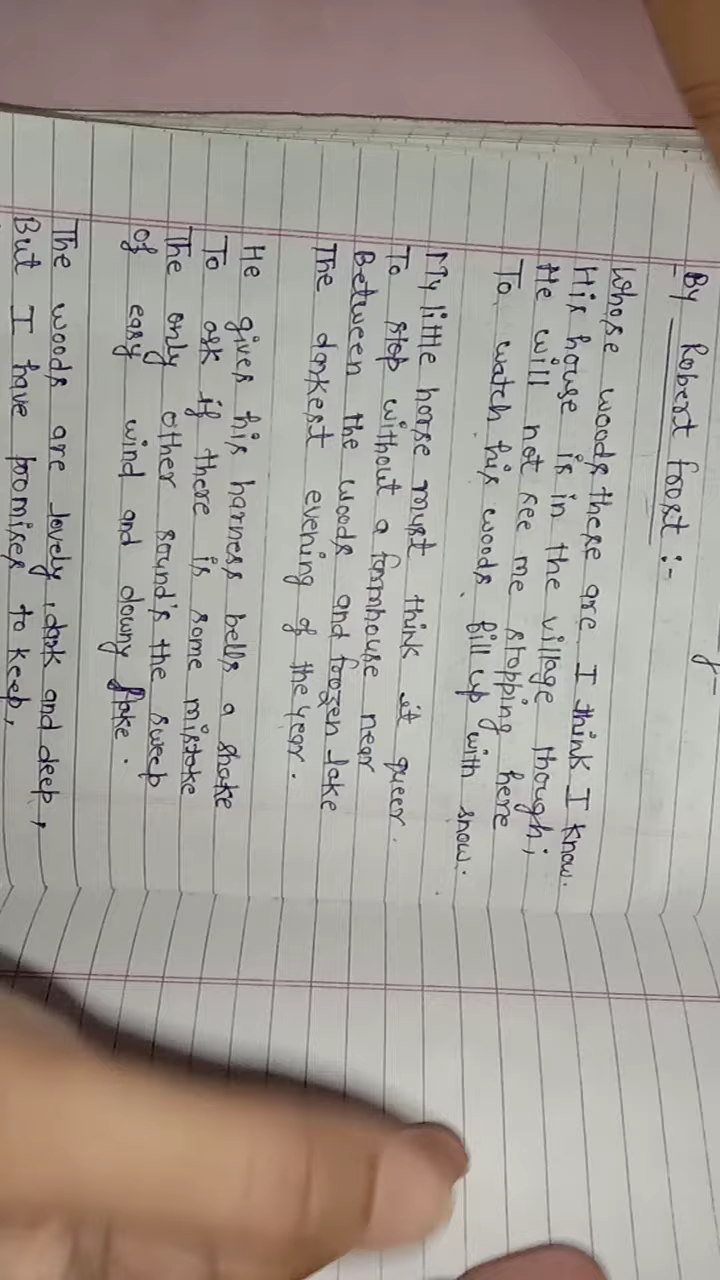 By Robert Frost :-
Whose woods these are I think I know.
His house is in the village though;
He will not see me stopping here
To watch his woods fill up with snow.
My little horse must think it queer.
To stop without a farmhouse near
Between the woods and frozen lake
The darkest evening of the year.
He gives his harness bells a shake
To ask if there is some mistake
The only other sound's the sweep
of easy wind and downy flake.
The woods are lovely, dark and deep,
But I have promises to keep,